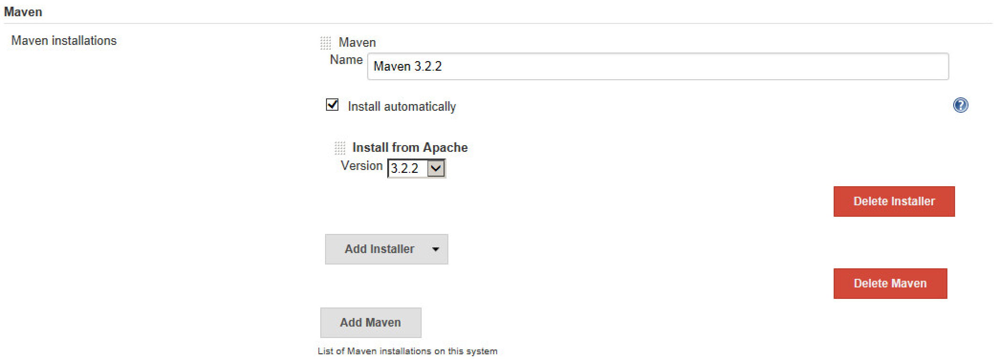 Maven
Maven installations
Maven
Name Maven 3.2.2
Install automatically
?
Install from Apache
Version 3.2.2
Delete Installer
Add Installer
Delete Maven
Add Maven
List of Maven installations on this system